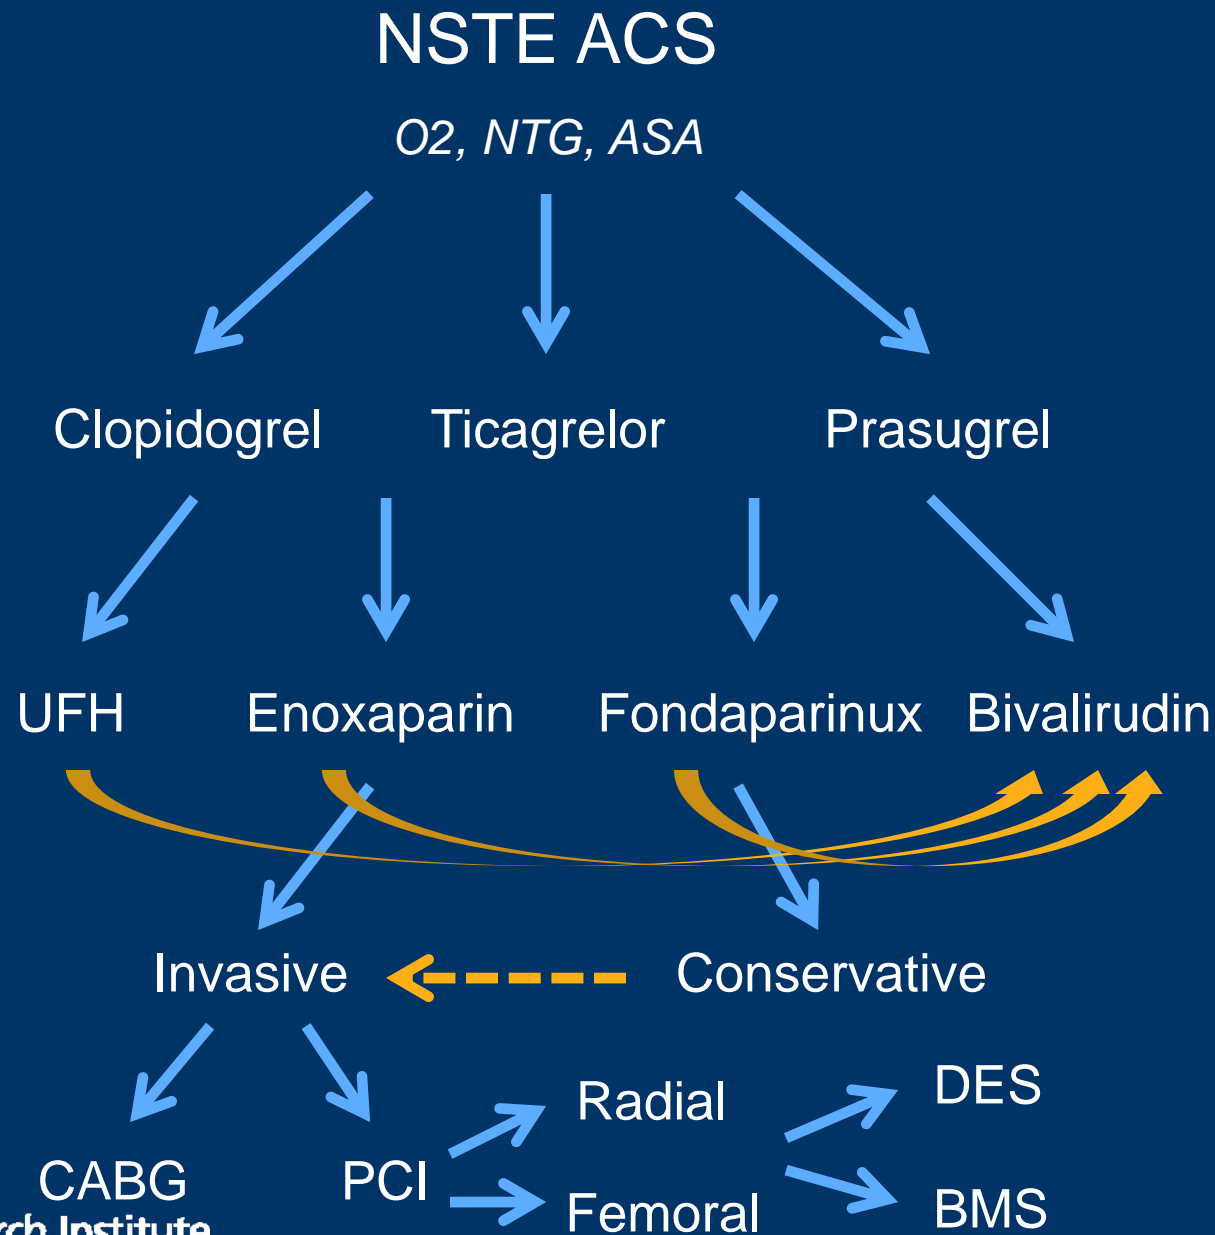 NSTE ACS
O2, NTG, ASA
Clopidogrel Ticagrelor Prasugrel
UFH Enoxaparin Fondaparinux Bivalirudin
Invasive Conservative
Radial DES
CABG PCI
Femoral BMS
Institute